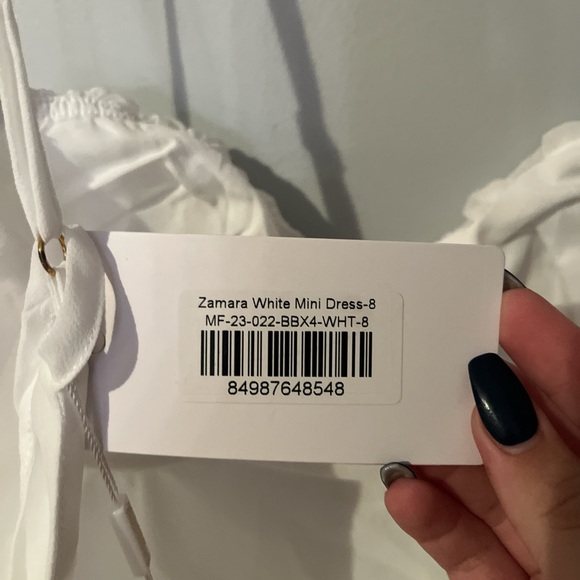 Zamara White Mini Dress-8
MF-23-022-BBX4-WHT-8
84987648548